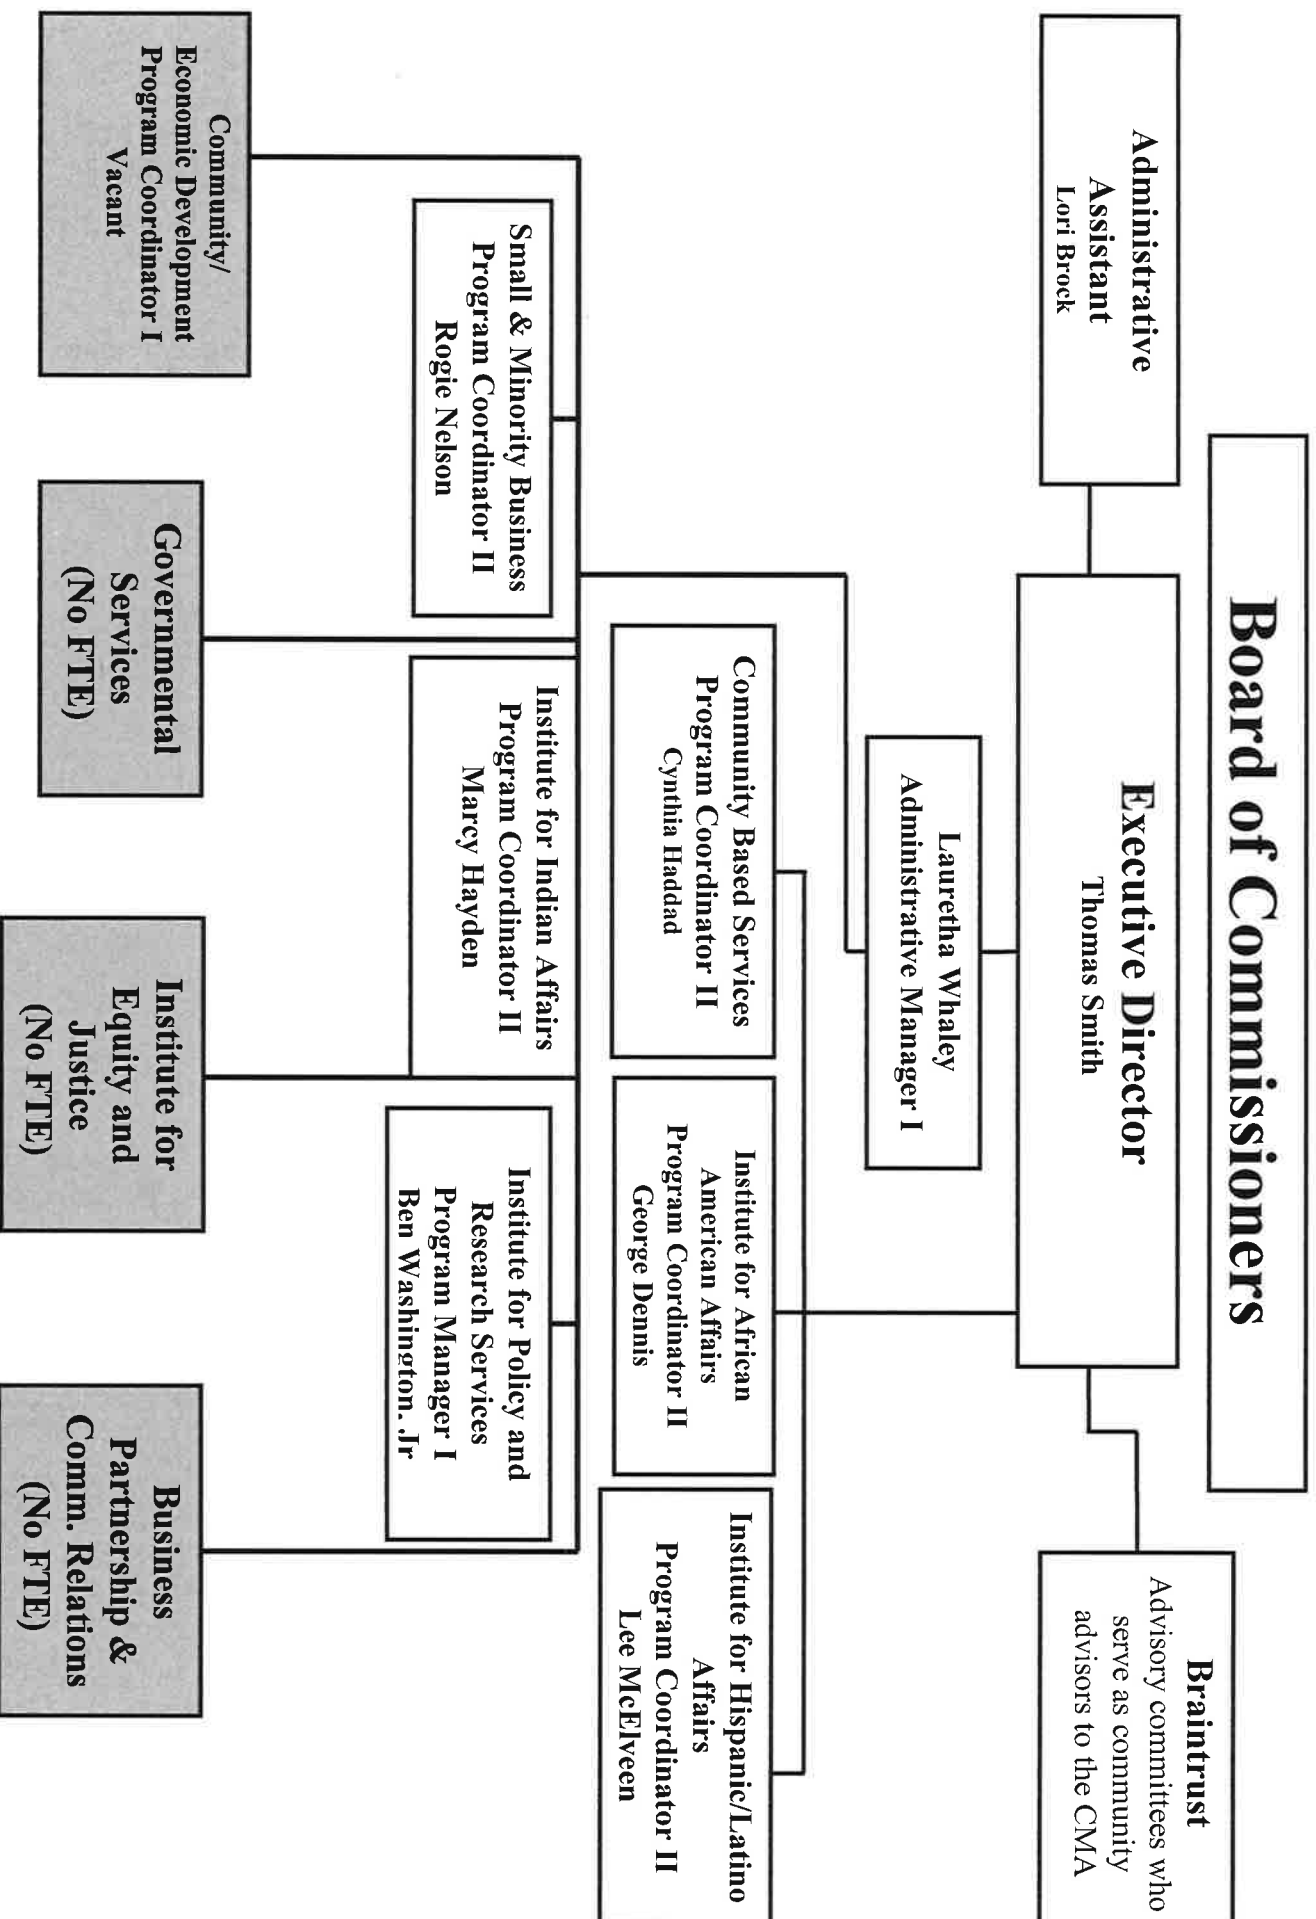 Board of Commissioners
Administrative
Assistant
Lori Brock
Executive Director
Thomas Smith
Braintrust
Advisory committees who
serve as community
advisors to the CMA
Lauretha Whaley
Administrative Manager I
Community Based Services
Program Coordinator II
Cynthia Haddad
Institute for African
American Affairs
Program Coordinator II
George Dennis
Institute for Hispanic/Latino
Affairs
Program Coordinator II
Lee McElveen
Small & Minority Business
Program Coordinator II
Rogie Nelson
Institute for Indian Affairs
Program Coordinator II
Marcy Hayden
Institute for Policy and
Research Services
Program Manager I
Ben Washington. Jr
Community/
Economic Development
Program Coordinator I
Vacant
Governmental
Services
(No FTE)
Institute for
Equity and
Justice
(No FTE)
Business
Partnership &
Comm. Relations
(No FTE)